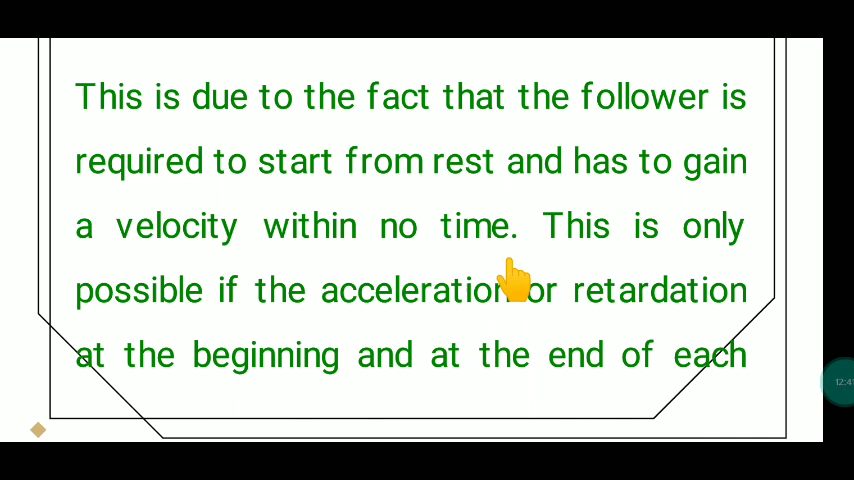 This is due to the fact that the follower is
required to start from rest and has to gain
a velocity within no time. This is only
possible if the acceleration or retardation
at the beginning and at the end of each